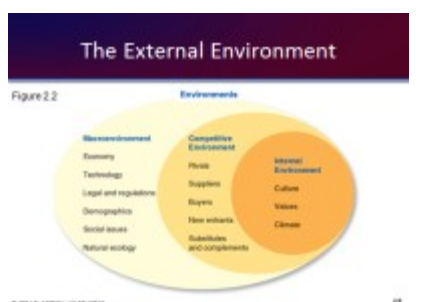 The External Environment
Figure 2.2
Environments
Macroenvironment
Economy
Technology
Legal and regulations
Demographics
Social issues
Natural ecology
Competitive
Environment
Rivals
Suppliers
Buyers
New entrants
Substitutes
and complements
Internal
Environment
Culture
Values
Climate